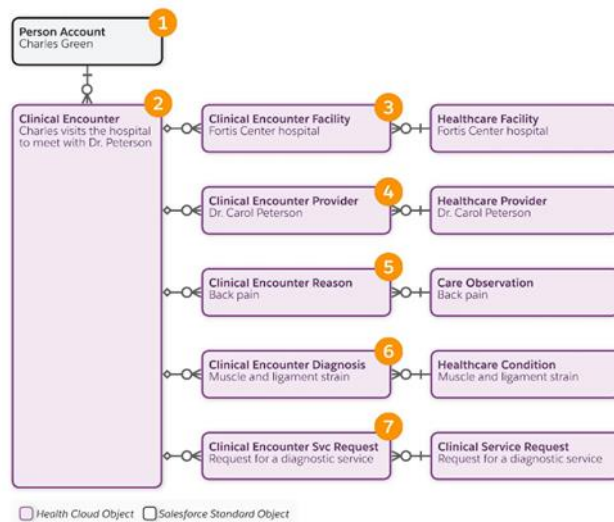 1
Person Account
Charles Green
2
Clinical Encounter
Charles visits the hospital
to meet with Dr. Peterson
3
Clinical Encounter Facility
Fortis Center hospital
Healthcare Facility
Fortis Center hospital
4
Clinical Encounter Provider
Dr. Carol Peterson
Healthcare Provider
Dr. Carol Peterson
5
Clinical Encounter Reason
Back pain
Care Observation
Back pain
6
Clinical Encounter Diagnosis
Muscle and ligament strain
Healthcare Condition
Muscle and ligament strain
7
Clinical Encounter Svc Request
Request for a diagnostic service
Clinical Service Request
Request for a diagnostic service
Health Cloud Object
Salesforce Standard Object